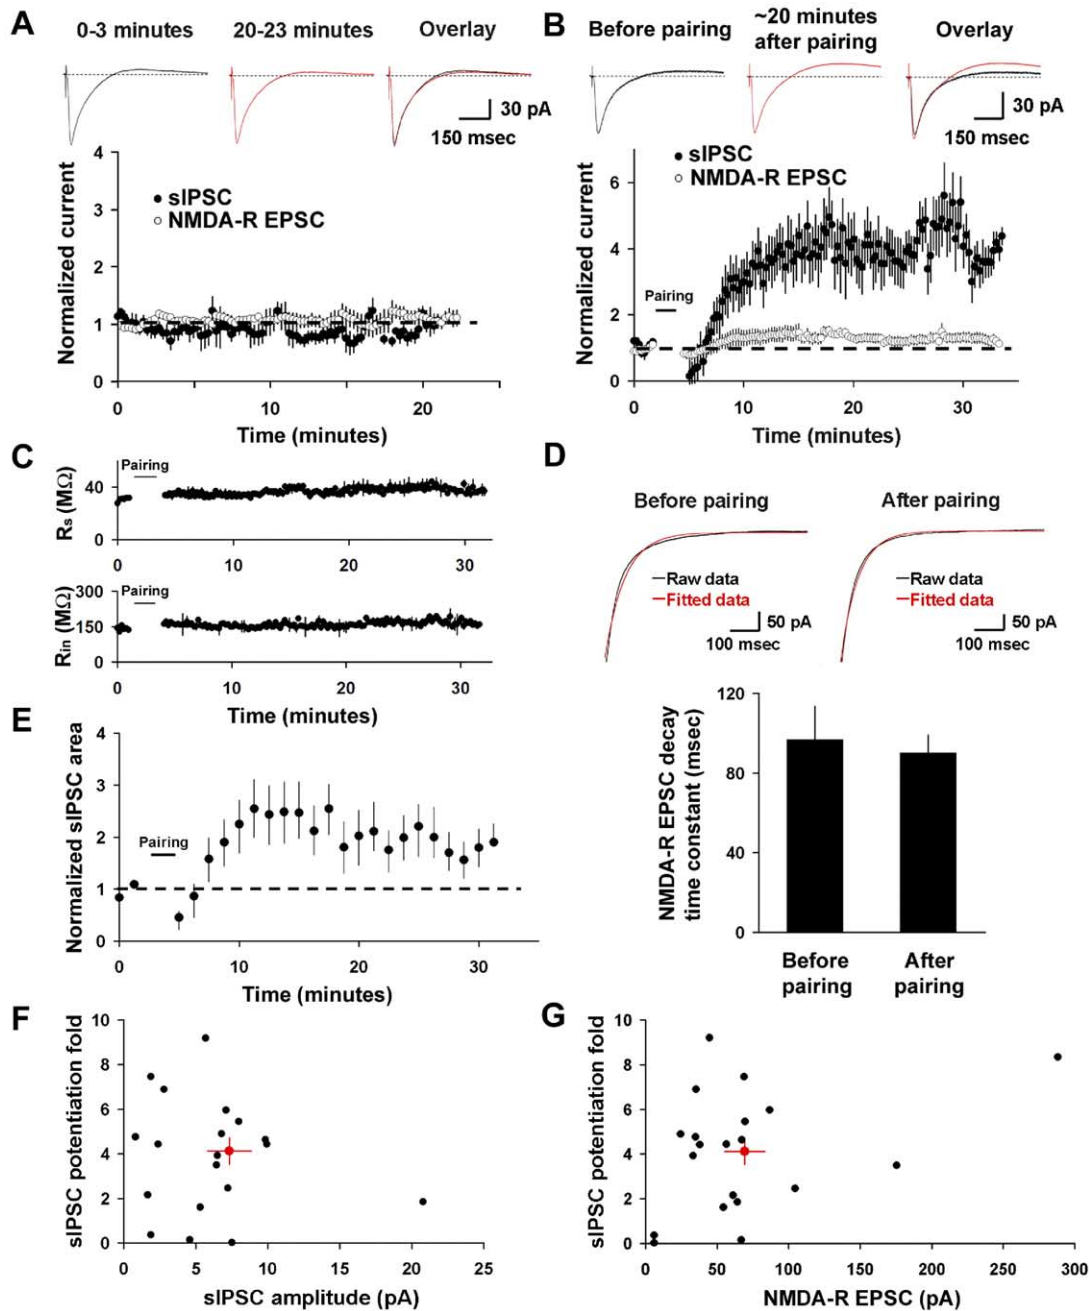 A
0-3 minutes
20-23 minutes
Overlay
30 pA
150 msec
Normalized current
4
3
2
1
0
sIPSC
NMDA-R EPSC
0
10
20
Time (minutes)
B
Before pairing
~20 minutes
after pairing
Overlay
30 pA
150 msec
Normalized current
6
4
2
0
sIPSC
NMDA-R EPSC
Pairing
0
10
20
30
Time (minutes)
C
Rs (MΩ)
40
0
Pairing
0
10
20
30
Rin (MΩ)
300
150
0
Pairing
0
10
20
30
Time (minutes)
D
Before pairing
After pairing
Raw data
Fitted data
50 pA
100 msec
Raw data
Fitted data
50 pA
100 msec
NMDA-R EPSC decay
time constant (msec)
120
80
40
0
Before
pairing
After
pairing
E
Normalized sIPSC area
4
3
2
1
0
Pairing
0
10
20
30
Time (minutes)
F
sIPSC potentiation fold
10
8
6
4
2
0
0
5
10
15
20
25
sIPSC amplitude (pA)
G
sIPSC potentiation fold
10
8
6
4
2
0
0
50
100
150
200
250
300
NMDA-R EPSC (pA)